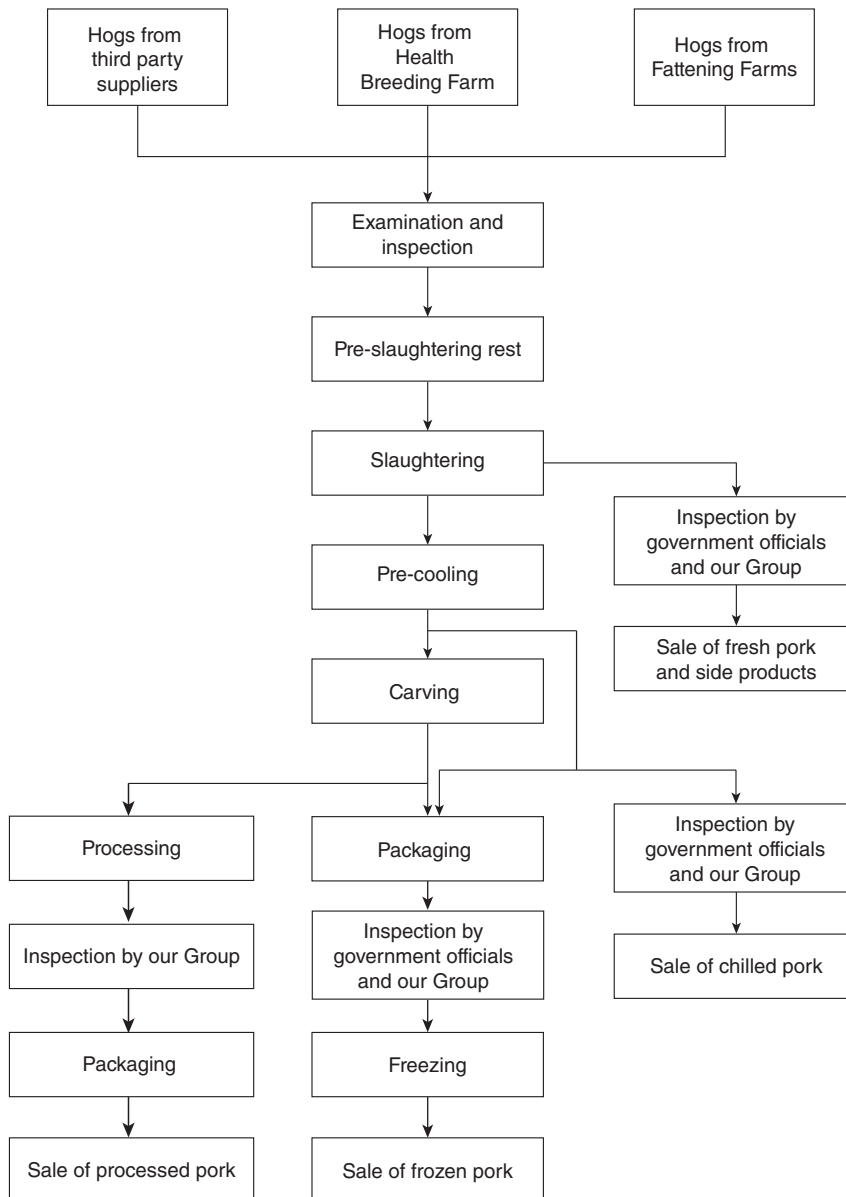 Hogs from
third party
suppliers
Hogs from
Health
Breeding Farm
Hogs from
Fattening Farms
Examination and
inspection
Pre-slaughtering rest
Slaughtering
Inspection by
government officials
and our Group
Pre-cooling
Sale of fresh pork
and side products
Carving
Processing
Packaging
Inspection by
government officials
and our Group
Inspection by our Group
Inspection by
government officials
and our Group
Sale of chilled pork
Packaging
Freezing
Sale of processed pork
Sale of frozen pork